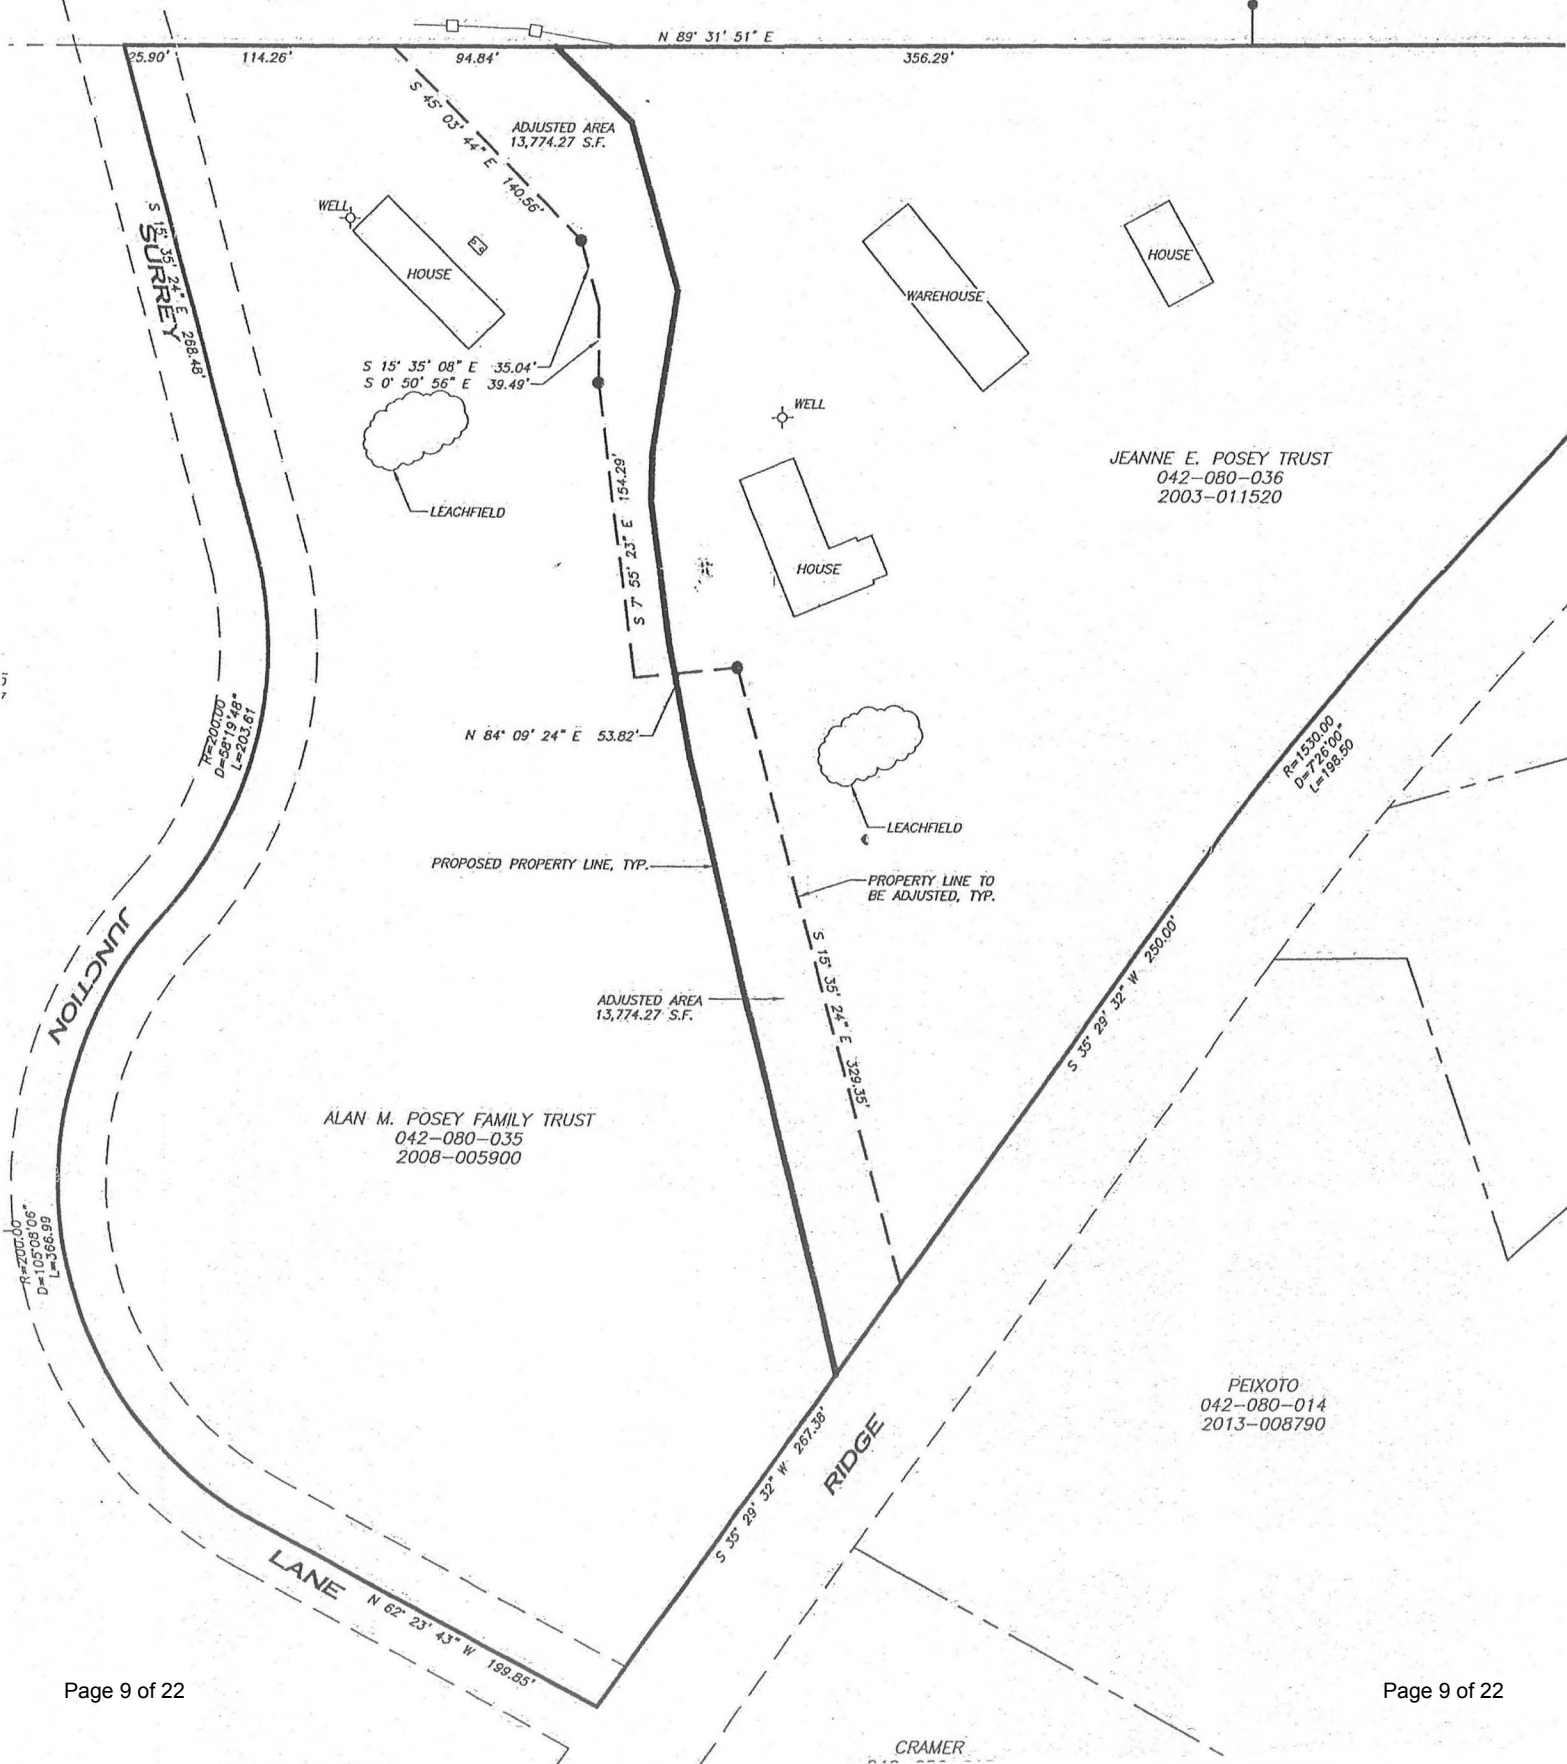 N 89° 31' 51" E
25.90'
114.26'
94.84'
356.29'
S 45° 03' 44" E 140.56'
ADJUSTED AREA
13,774.27 S.F.
WELL
HOUSE
S 15° 35' 24" E 268.48'
SURREY
WAREHOUSE
HOUSE
S 15° 35' 08" E 35.04'
S 0° 50' 56" E 39.49'
WELL
LEACHFIELD
S 7° 55' 23" E 154.29'
JEANNE E. POSEY TRUST
042-080-036
2003-011520
HOUSE
R=200.00
D=58°19'48"
L=203.61
N 84° 09' 24" E 53.82'
R=1530.00
D=7°26'00"
L=198.50
LEACHFIELD
PROPOSED PROPERTY LINE, TYP.
PROPERTY LINE TO
BE ADJUSTED, TYP.
JUNCTION
S 15° 35' 24" E 329.35'
S 35° 29' 32" W 250.00'
ADJUSTED AREA
13,774.27 S.F.
ALAN M. POSEY FAMILY TRUST
042-080-035
2008-005900
R=200.00
D=105°08'06"
L=366.99
PEIXOTO
042-080-014
2013-008790
S 35° 29' 32" W 267.38'
RIDGE
LANE
N 62° 23' 43" W 199.85'
Page 9 of 22
Page 9 of 22
CRAMER